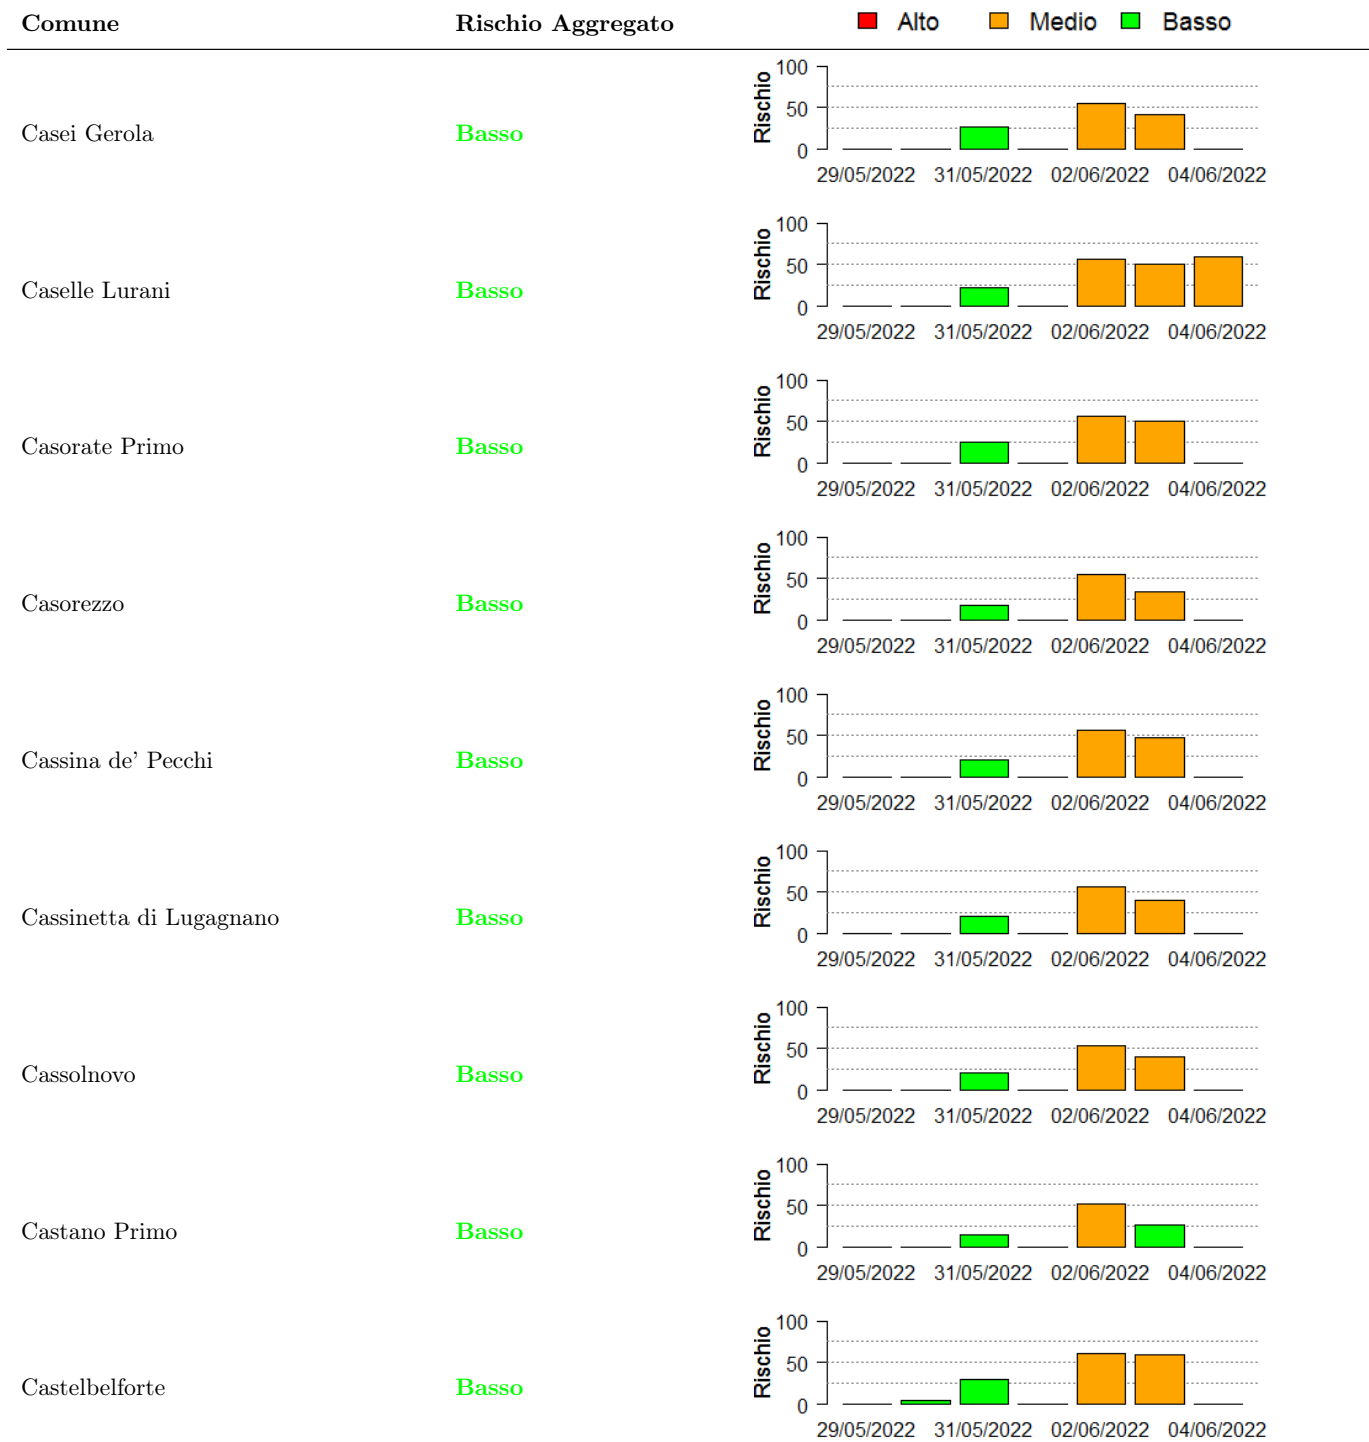 Comune Rischio Aggregato Alto Medio Basso
100
50
0
Rischio
Casei Gerola Basso
29/05/2022 31/05/2022 02/06/2022 04/06/2022
100
50
0
Rischio
Caselle Lurani Basso
29/05/2022 31/05/2022 02/06/2022 04/06/2022
100
50
0
Rischio
Casorate Primo Basso
29/05/2022 31/05/2022 02/06/2022 04/06/2022
100
50
0
Rischio
Casorezzo Basso
29/05/2022 31/05/2022 02/06/2022 04/06/2022
100
50
0
Rischio
Cassina de' Pecchi Basso
29/05/2022 31/05/2022 02/06/2022 04/06/2022
100
50
0
Rischio
Cassinetta di Lugagnano Basso
29/05/2022 31/05/2022 02/06/2022 04/06/2022
100
50
0
Rischio
Cassolnovo Basso
29/05/2022 31/05/2022 02/06/2022 04/06/2022
100
50
0
Rischio
Castano Primo Basso
29/05/2022 31/05/2022 02/06/2022 04/06/2022
100
50
0
Rischio
Castelbelforte Basso
29/05/2022 31/05/2022 02/06/2022 04/06/2022